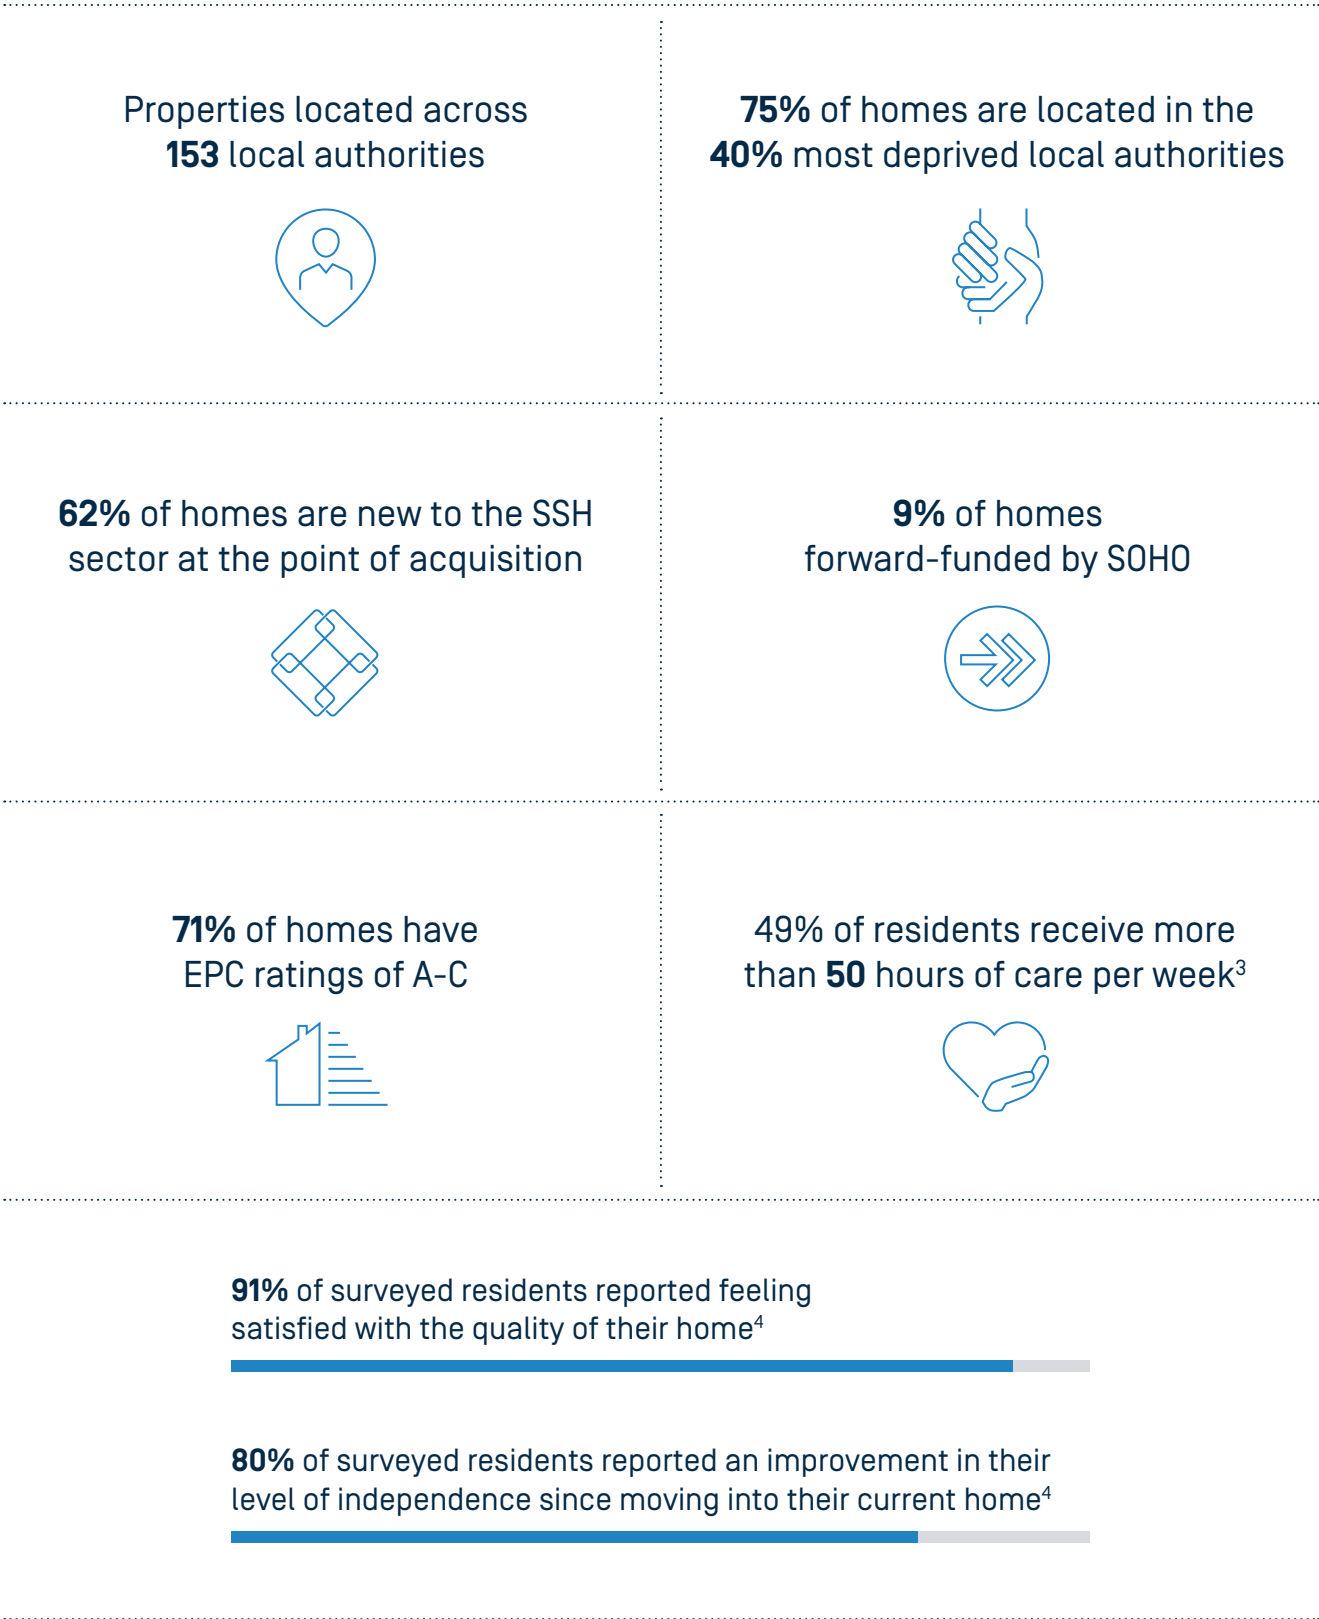 Properties located across
153 local authorities
75% of homes are located in the
40% most deprived local authorities
62% of homes are new to the SSH
sector at the point of acquisition
9% of homes
forward-funded by SOHO
71% of homes have
EPC ratings of A-C
49% of residents receive more
than 50 hours of care per week³
91% of surveyed residents reported feeling
satisfied with the quality of their home⁴
80% of surveyed residents reported an improvement in their
level of independence since moving into their current home⁴